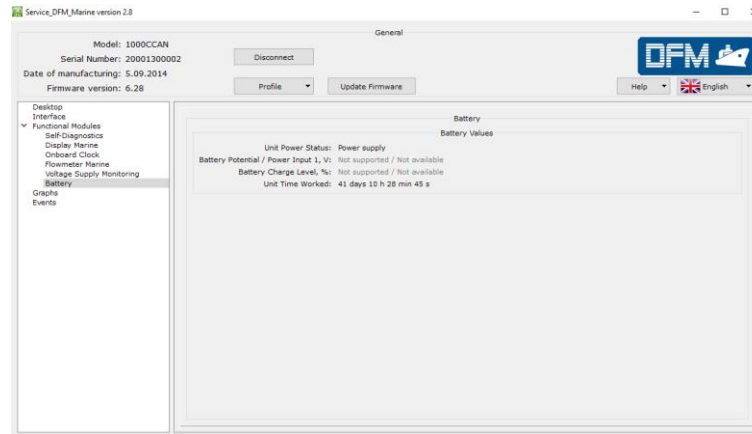 Service_DFM_Marine version 2.8
General
Model: 1000CCAN
Serial Number: 20001300002
Date of manufacturing: 5.09.2014
Firmware version: 6.28
Disconnect
Profile
Update Firmware
DFM
Help
English
Desktop
Interface
Functional Modules
Self-Diagnostics
Display Marine
Onboard Clock
Flowmeter Marine
Voltage Supply Monitoring
Battery
Graphs
Events
Battery
Battery Values
Unit Power Status: Power supply
Battery Potential / Power Input 1, V: Not supported / Not available
Battery Charge Level, %: Not supported / Not available
Unit Time Worked: 41 days 10 h 28 min 45 s